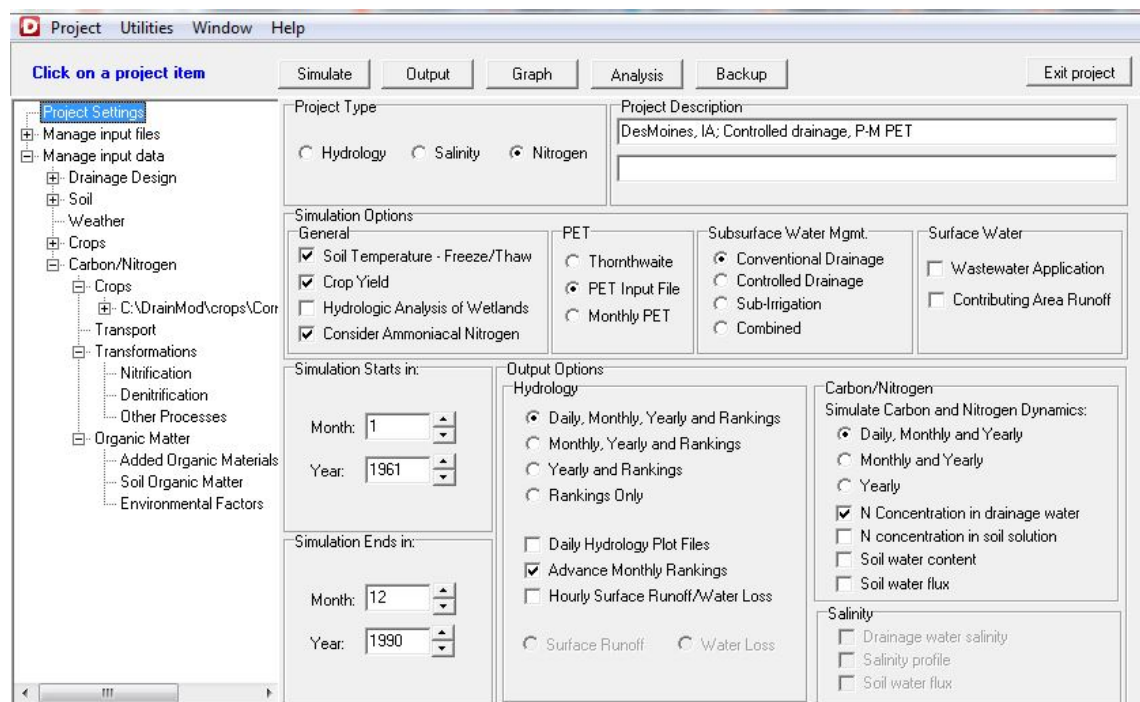 Project Utilities Window Help
Click on a project item Simulate Output Graph Analysis Backup Exit project
Project Settings
Manage input files
Manage input data
Drainage Design
Soil
Weather
Crops
Carbon/Nitrogen
Crops
C:\DrainMod\crops\Corr
Transport
Transformations
Nitrification
Denitrification
Other Processes
Organic Matter
Added Organic Materials
Soil Organic Matter
Environmental Factors
Project Type
Hydrology Salinity Nitrogen
Project Description
DesMoines, IA; Controlled drainage, P-M PET
Simulation Options
General
Soil Temperature - Freeze/Thaw
Crop Yield
Hydrologic Analysis of Wetlands
Consider Ammoniacal Nitrogen
PET
Thornthwaite
PET Input File
Monthly PET
Subsurface Water Mgmt.
Conventional Drainage
Controlled Drainage
Sub-Irrigation
Combined
Surface Water
Wastewater Application
Contributing Area Runoff
Simulation Starts in:
Month: 1
Year: 1961
Simulation Ends in:
Month: 12
Year: 1990
Output Options
Hydrology
Daily, Monthly, Yearly and Rankings
Monthly, Yearly and Rankings
Yearly and Rankings
Rankings Only
Daily Hydrology Plot Files
Advance Monthly Rankings
Hourly Surface Runoff/Water Loss
Surface Runoff Water Loss
Carbon/Nitrogen
Simulate Carbon and Nitrogen Dynamics:
Daily, Monthly and Yearly
Monthly and Yearly
Yearly
N Concentration in drainage water
N concentration in soil solution
Soil water content
Soil water flux
Salinity
Drainage water salinity
Salinity profile
Soil water flux